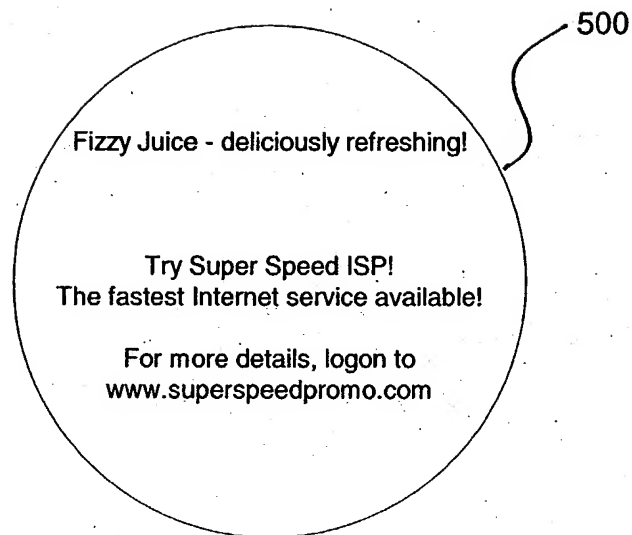 500
Fizzy Juice - deliciously refreshing!
Try Super Speed ISP!
The fastest Internet service available!
For more details, logon to
www.superspeedpromo.com